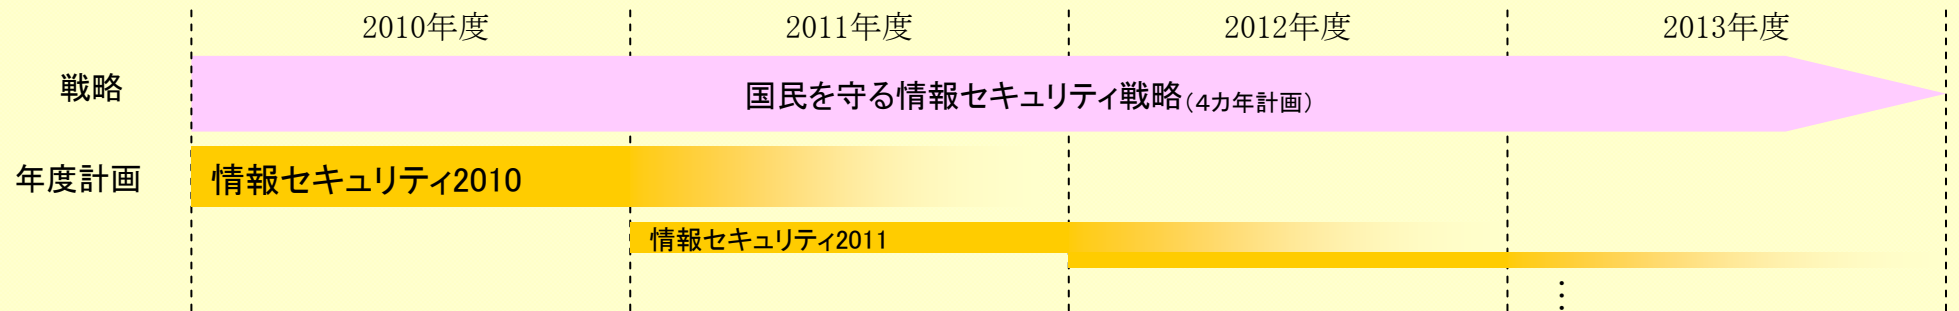 2010年度 2011年度 2012年度 2013年度
戦略 国民を守る情報セキュリティ戦略(4カ年計画)
年度計画 情報セキュリティ2010
情報セキュリティ2011
⋮